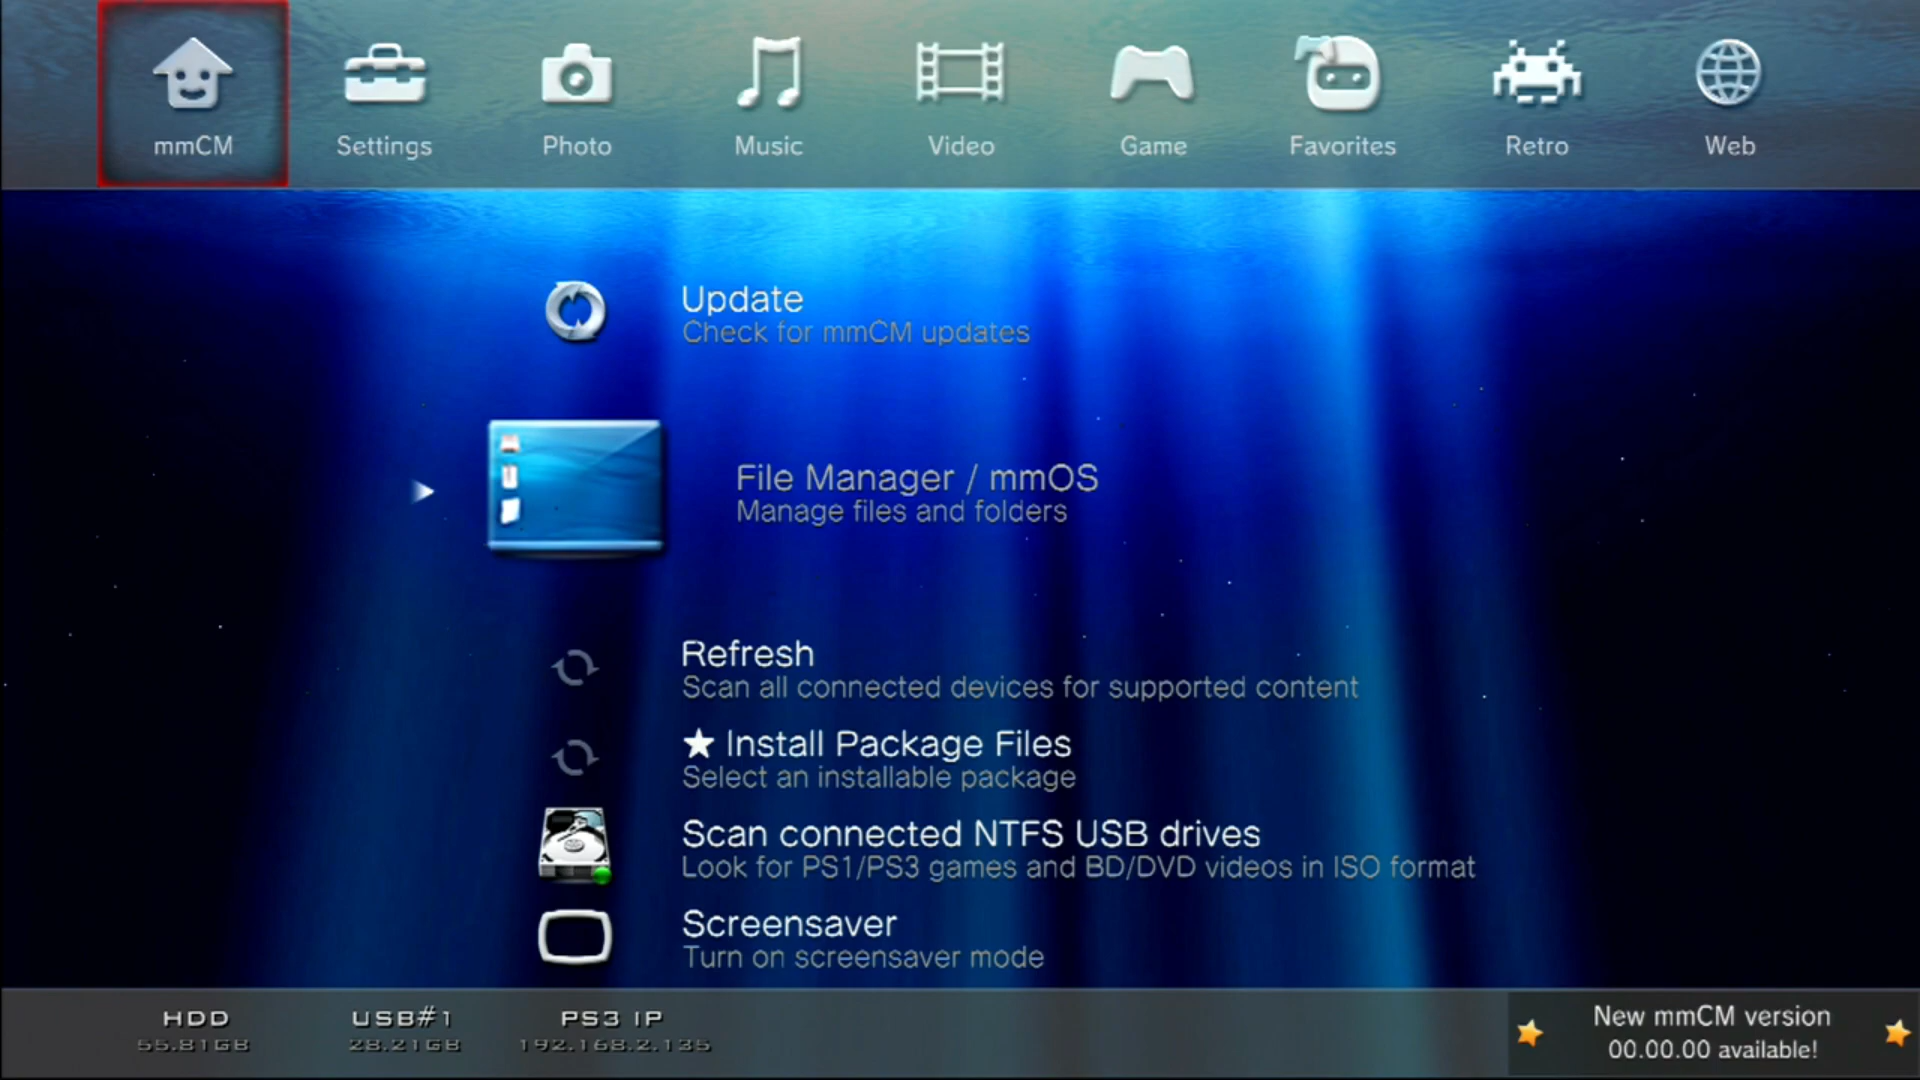 mmCM
Settings
Photo
Music
Video
Game
Favorites
Retro
Web
Update
Check for mmCM updates
File Manager / mmOS
Manage files and folders
Refresh
Scan all connected devices for supported content
★ Install Package Files
Select an installable package
Scan connected NTFS USB drives
Look for PS1/PS3 games and BD/DVD videos in ISO format
Screensaver
Turn on screensaver mode
HDD
55.81GB
USB#1
28.21GB
PS3 IP
192.168.2.135
New mmCM version
00.00.00 available!